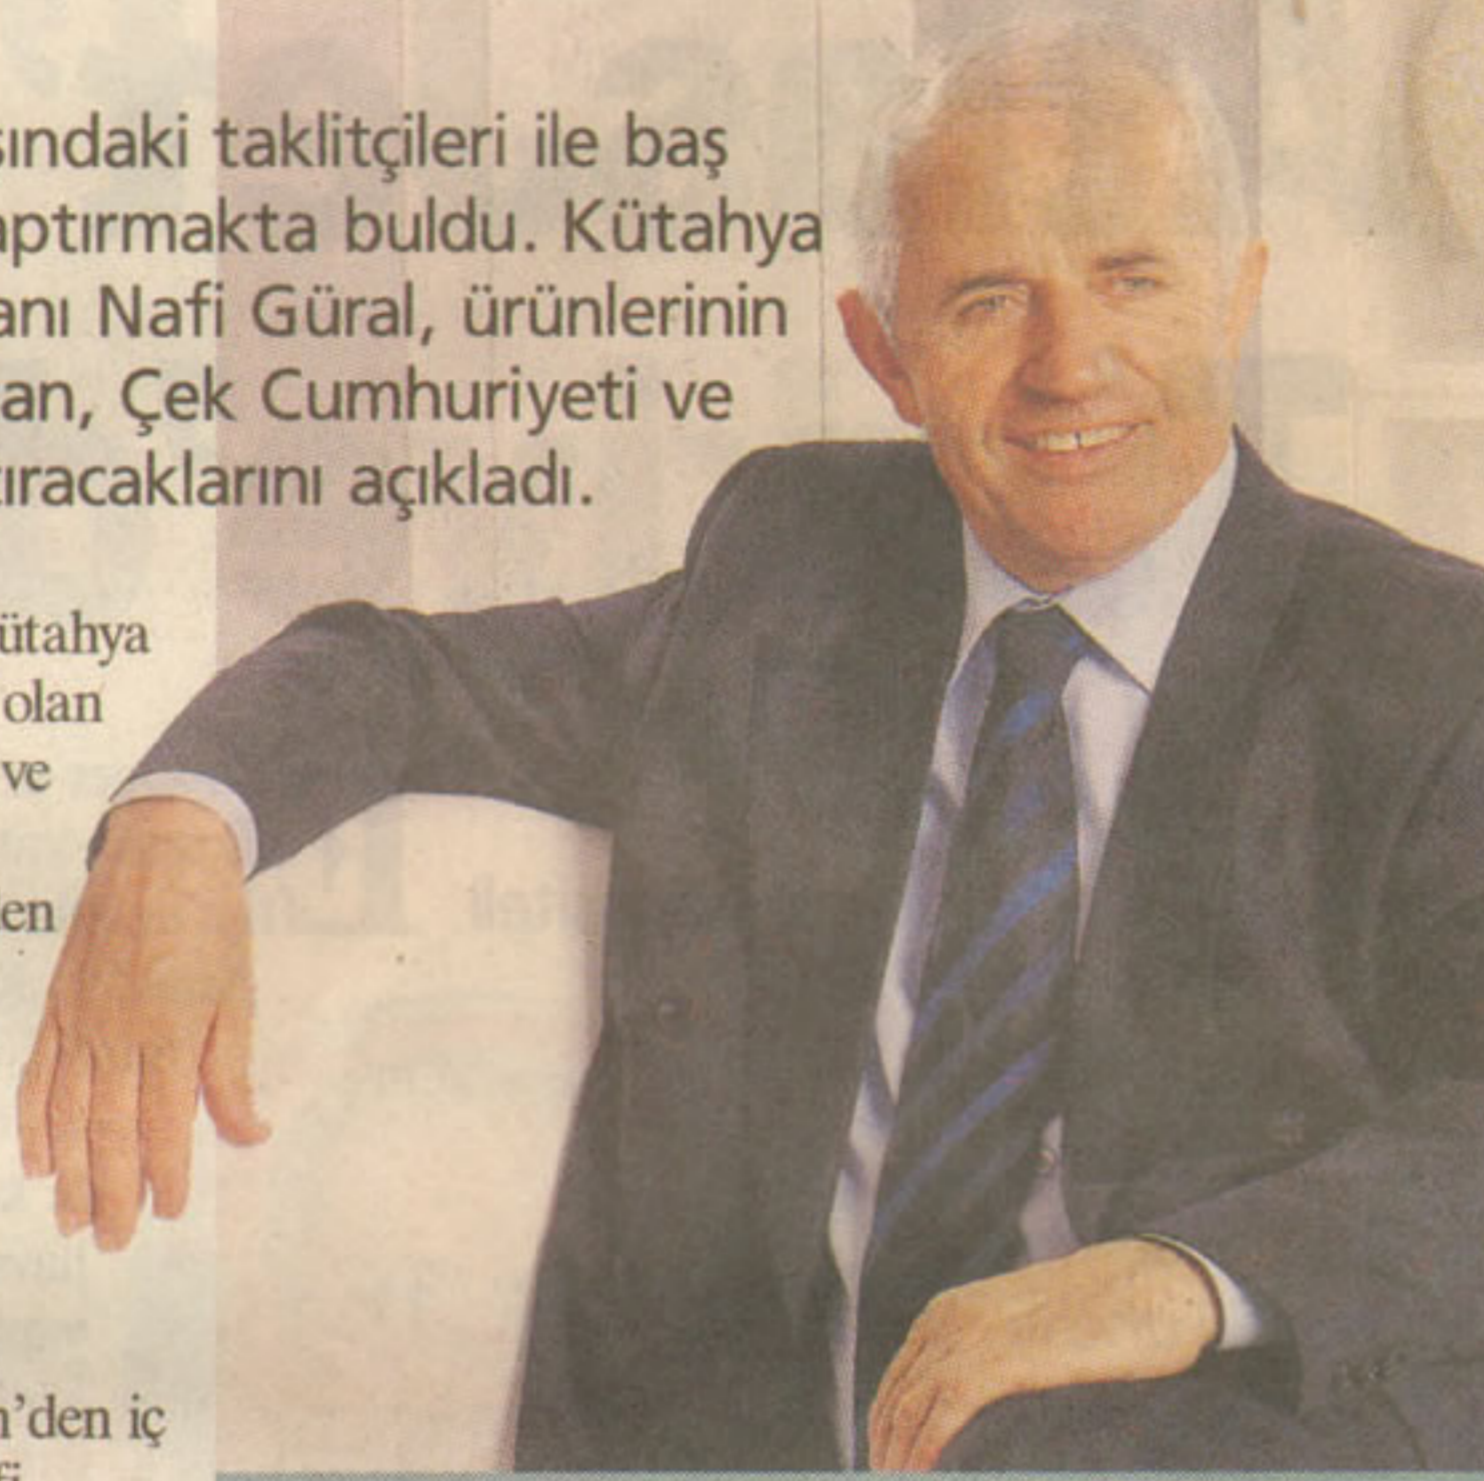 sındaki taklitçileri ile baş
aptırmakta buldu. Kütahya
anı Nafi Güral, ürünlerinin
an, Çek Cumhuriyeti ve
tıracaklarını açıkladı.
ütahya
olan
ve
en
n'den iç